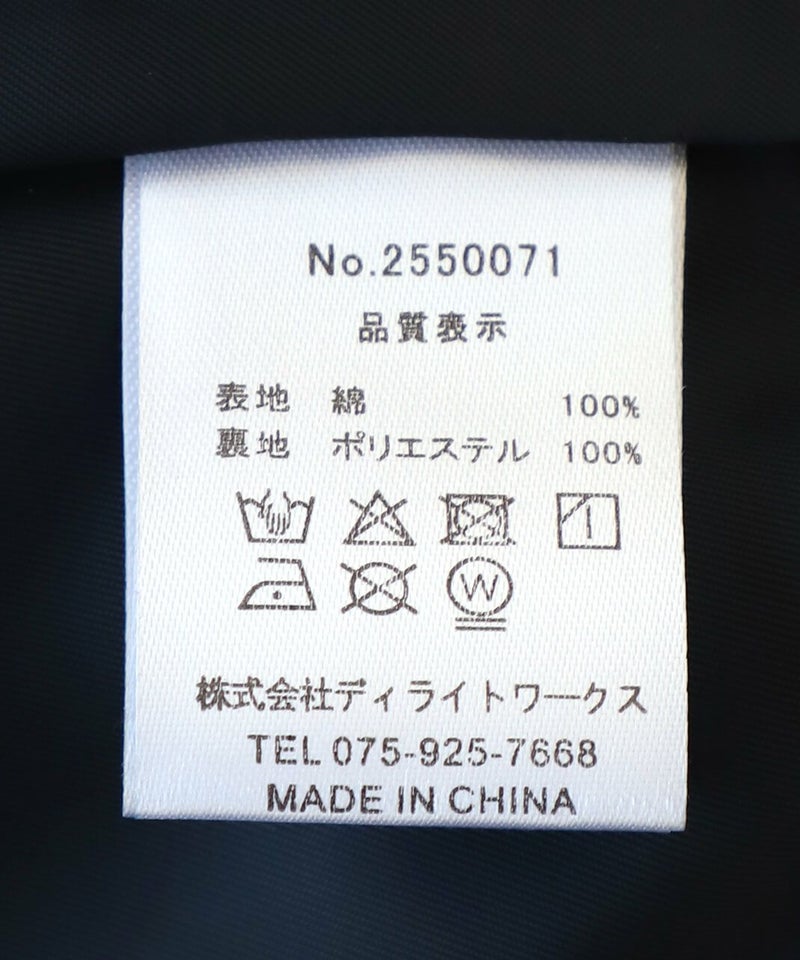 No.2550071
品質表示
表地 綿 100%
裏地 ポリエステル 100%
W
株式会社ディライトワークス
TEL 075-925-7668
MADE IN CHINA